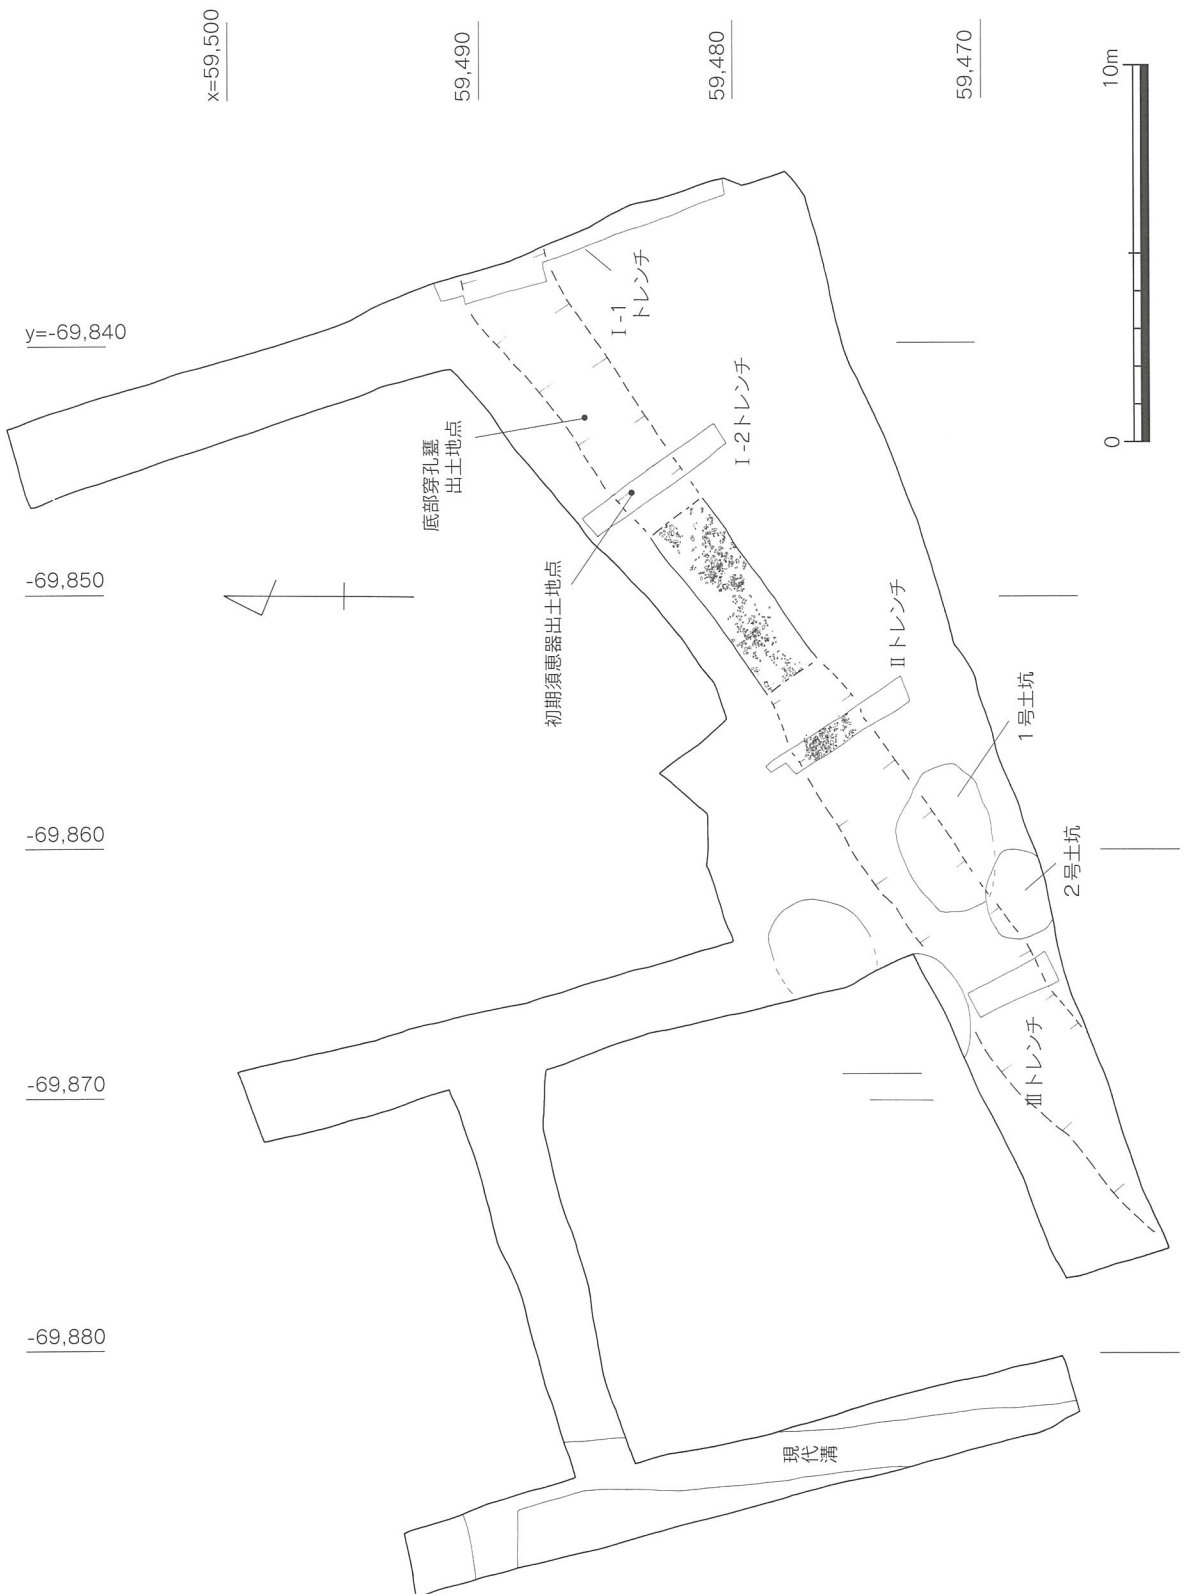 x=59,500
59,490
59,480
59,470
y=-69,840
-69,850
-69,860
-69,870
-69,880
10m
0
Ⅰ-1
トレンチ
Ⅰ-2トレンチ
底部穿孔甕
出土地点
初期須恵器出土地点
Ⅱトレンチ
1号土坑
2号土坑
Ⅲトレンチ
現代溝